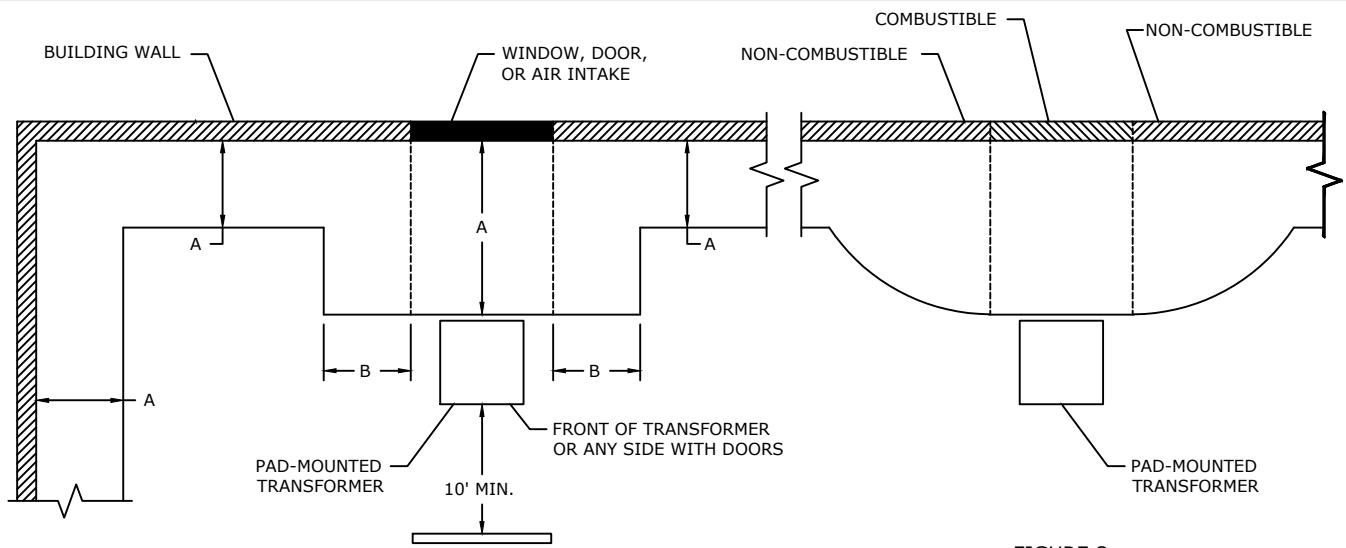 COMBUSTIBLE
NON-COMBUSTIBLE
BUILDING WALL
WINDOW, DOOR,
OR AIR INTAKE
NON-COMBUSTIBLE
A
A
A
A
B
B
FRONT OF TRANSFORMER
OR ANY SIDE WITH DOORS
PAD-MOUNTED
TRANSFORMER
10' MIN.
PAD-MOUNTED
TRANSFORMER